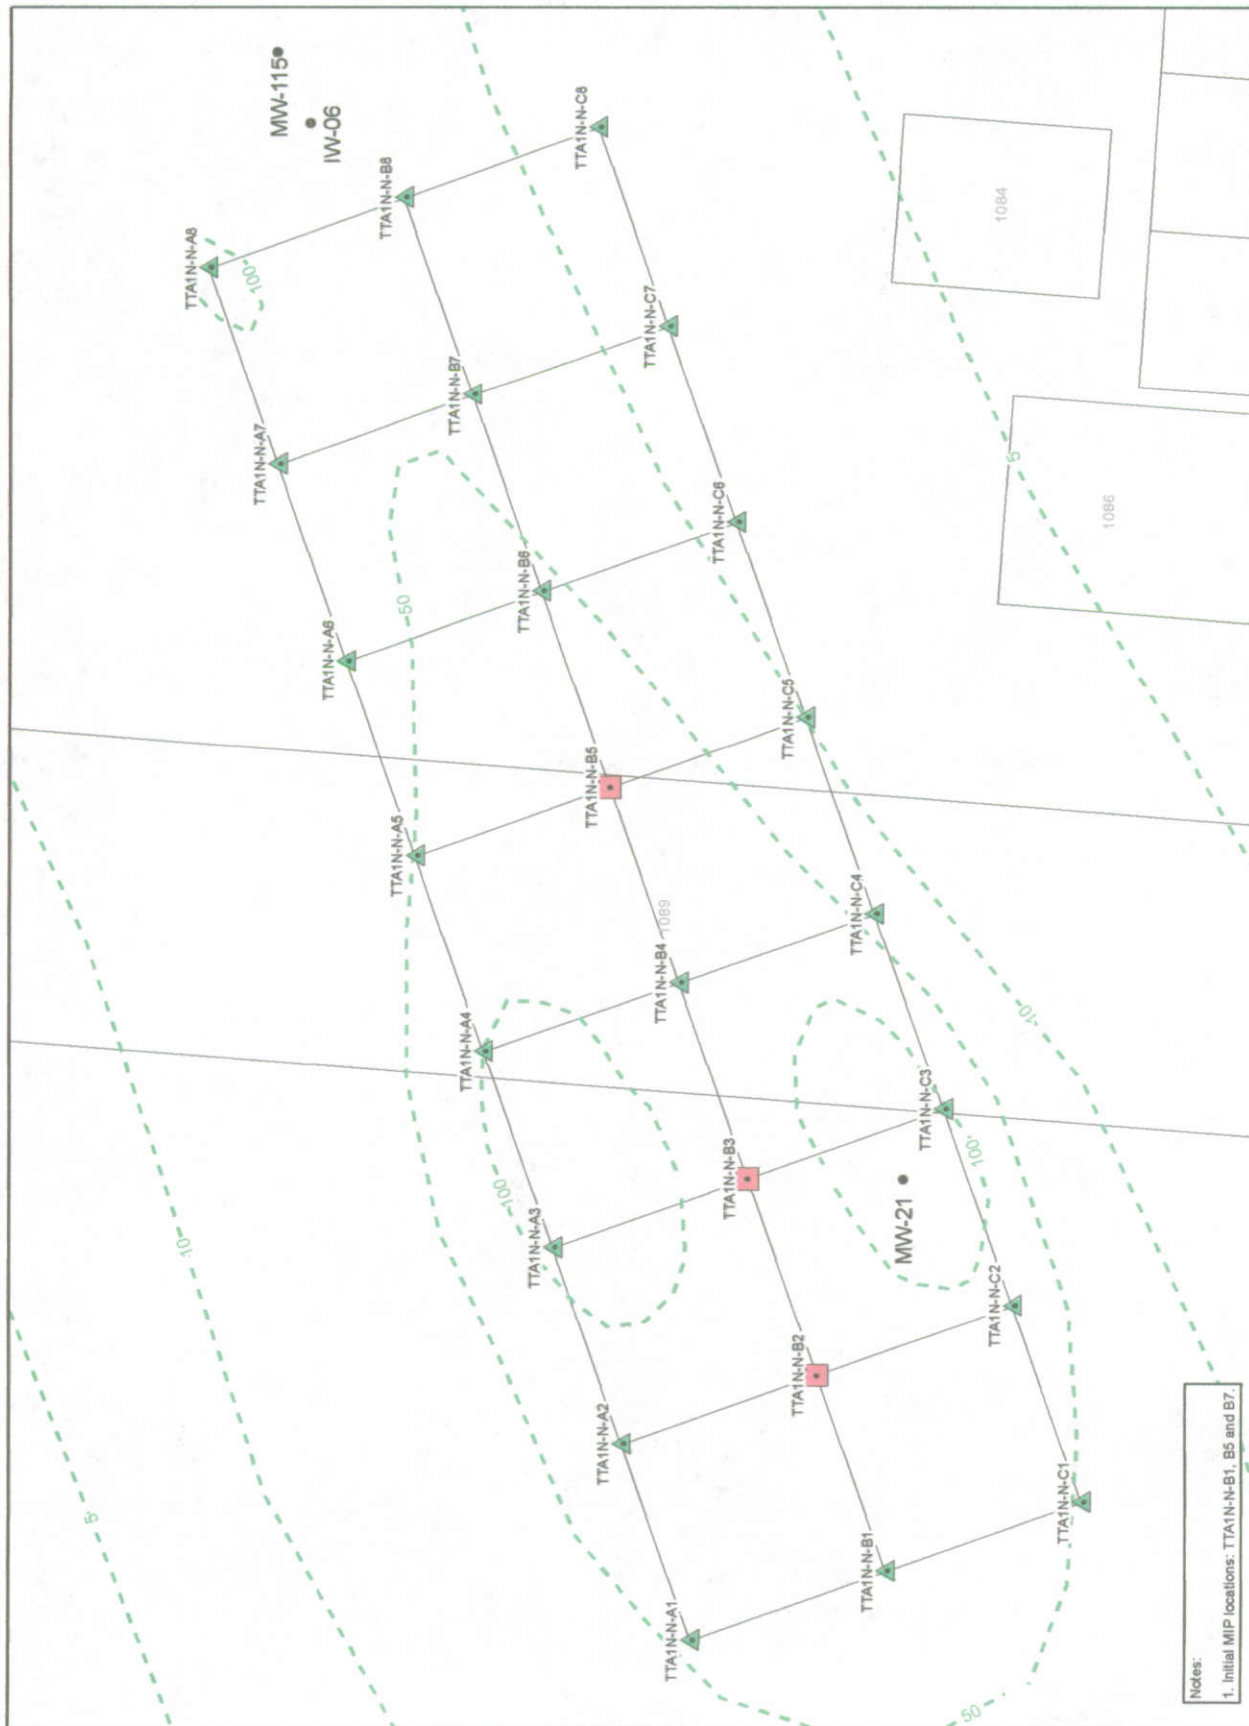 MW-115
IW-06
TTA1N-N-A8
100
TTA1N-N-B8
TTA1N-N-C8
1084
TTA1N-N-A7
TTA1N-N-B7
TTA1N-N-C7
5
1086
TTA1N-N-A6
50
TTA1N-N-B6
TTA1N-N-C6
TTA1N-N-A5
TTA1N-N-B5
TTA1N-N-C5
TTA1N-N-A4
1089
TTA1N-N-B4
TTA1N-N-C4
10
10
TTA1N-N-A3
100
TTA1N-N-B3
TTA1N-N-C3
100
MW-21
TTA1N-N-A2
TTA1N-N-B2
TTA1N-N-C2
5
TTA1N-N-A1
TTA1N-N-B1
TTA1N-N-C1
50
Notes:
1. Initial MIP locations: TTA1N-N-B1, B5 and B7.